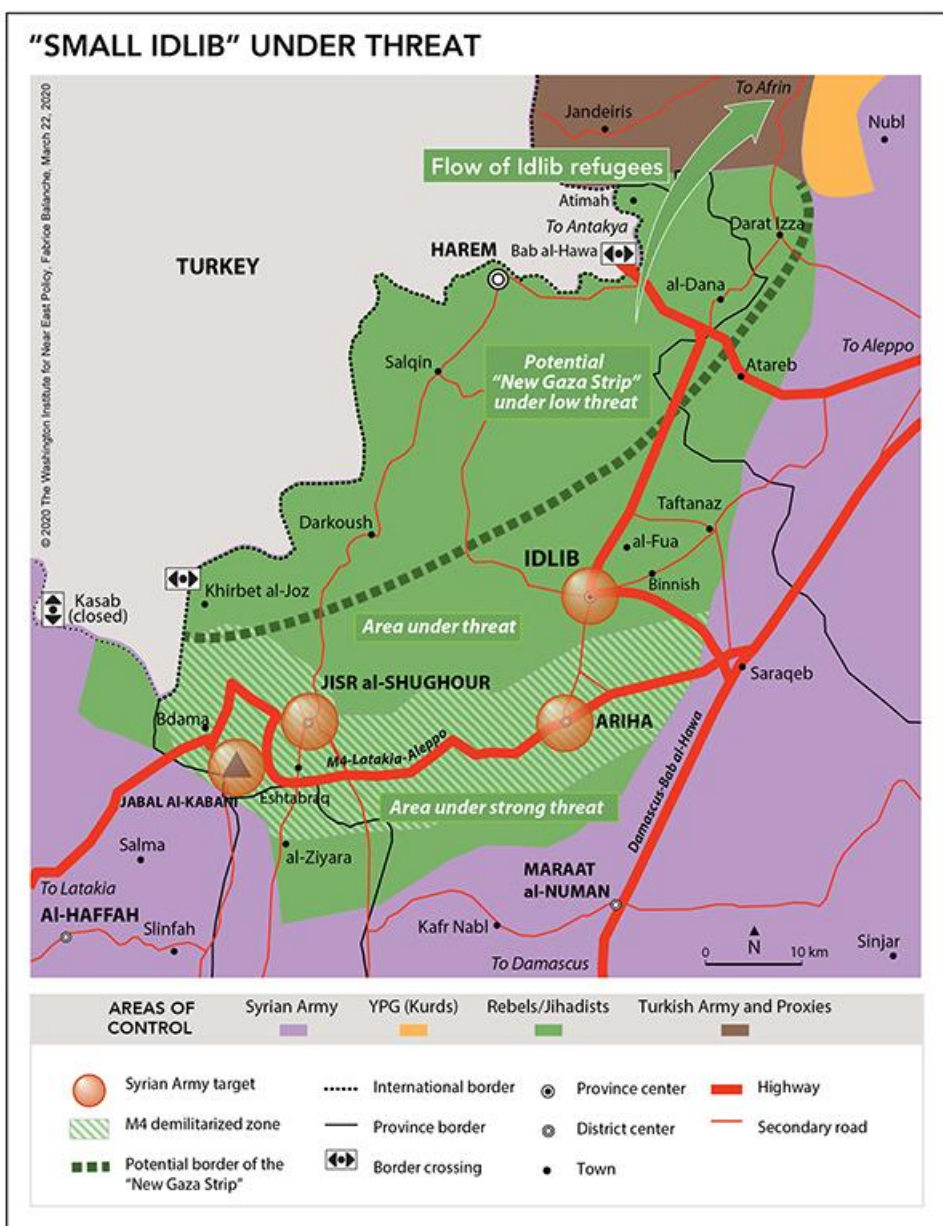 "SMALL IDLIB" UNDER THREAT
© 2020 The Washington Institute for Near East Policy, Fabrice Balanche, March 22, 2020
To Afrin
Jandeiris
Nubl
Flow of Idlib refugees
Atimah
To Antakya
Darat Izza
Bab al-Hawa
HAREM
TURKEY
al-Dana
To Aleppo
Potential
"New Gaza Strip"
under low threat
Salqin
Atareb
Taftanaz
Darkoush
al-Fua
IDLIB
Binnish
Khirbet al-Joz
Kasab
(closed)
Area under threat
Saraqeb
JISR al-SHUGHOUR
ARIHA
Bdama
M4-Latakia-Aleppo
Damascus-Bab al-Hawa
JABAL AL-KABANI
Eshtabraq
Area under strong threat
Salma
al-Ziyara
MARAAT
al-NUMAN
To Latakia
Al-HAFFAH
Slinfah
Kafr Nabl
Sinjar
N
0 10 km
To Damascus
AREAS OF
CONTROL
Syrian Army
YPG (Kurds)
Rebels/Jihadists
Turkish Army and Proxies
Syrian Army target
International border
Province center
Highway
M4 demilitarized zone
Province border
District center
Secondary road
Potential border of the
"New Gaza Strip"
Border crossing
Town